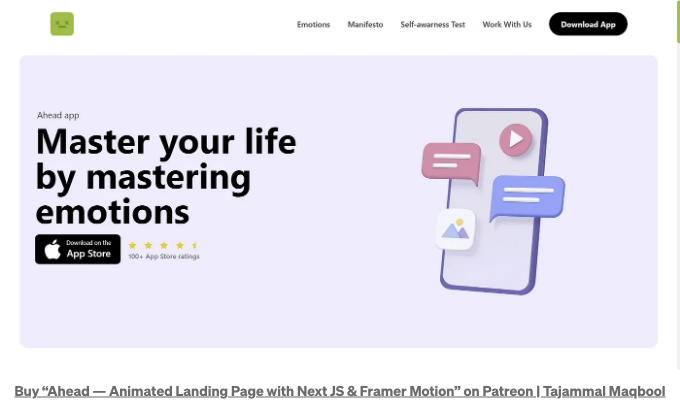 Emotions Manifesto Self-awarness Test Work With Us Download App
Ahead app
Master your life
by mastering
emotions
Download on the
App Store
100+ App Store ratings
Buy “Ahead — Animated Landing Page with Next JS & Framer Motion” on Patreon | Tajammal Maqbool